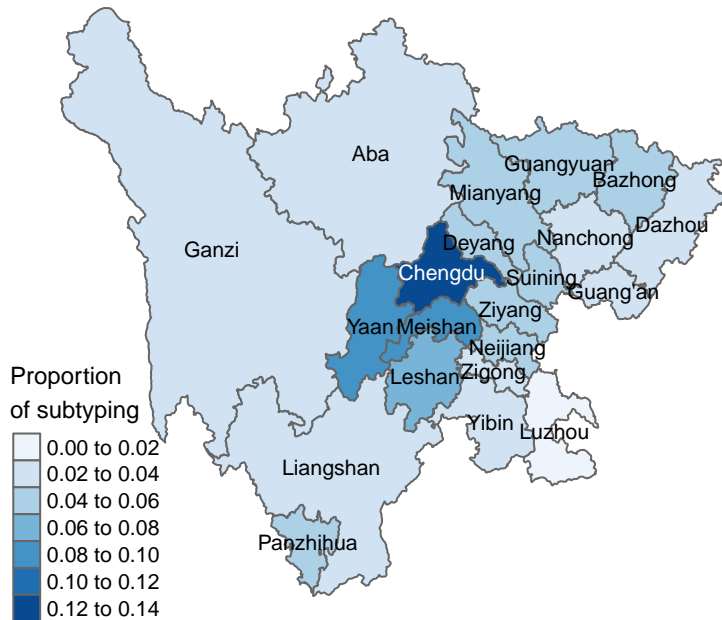 Aba
Guangyuan
Bazhong
Mianyang
Dazhou
Nanchong
Deyang
Ganzi
Chengdu
Suining
Guang'an
Ziyang
Yaan
Meishan
Neijiang
Zigong
Leshan
Yibin
Luzhou
Liangshan
Panzhihua
Proportion
of subtyping
0.00 to 0.02
0.02 to 0.04
0.04 to 0.06
0.06 to 0.08
0.08 to 0.10
0.10 to 0.12
0.12 to 0.14